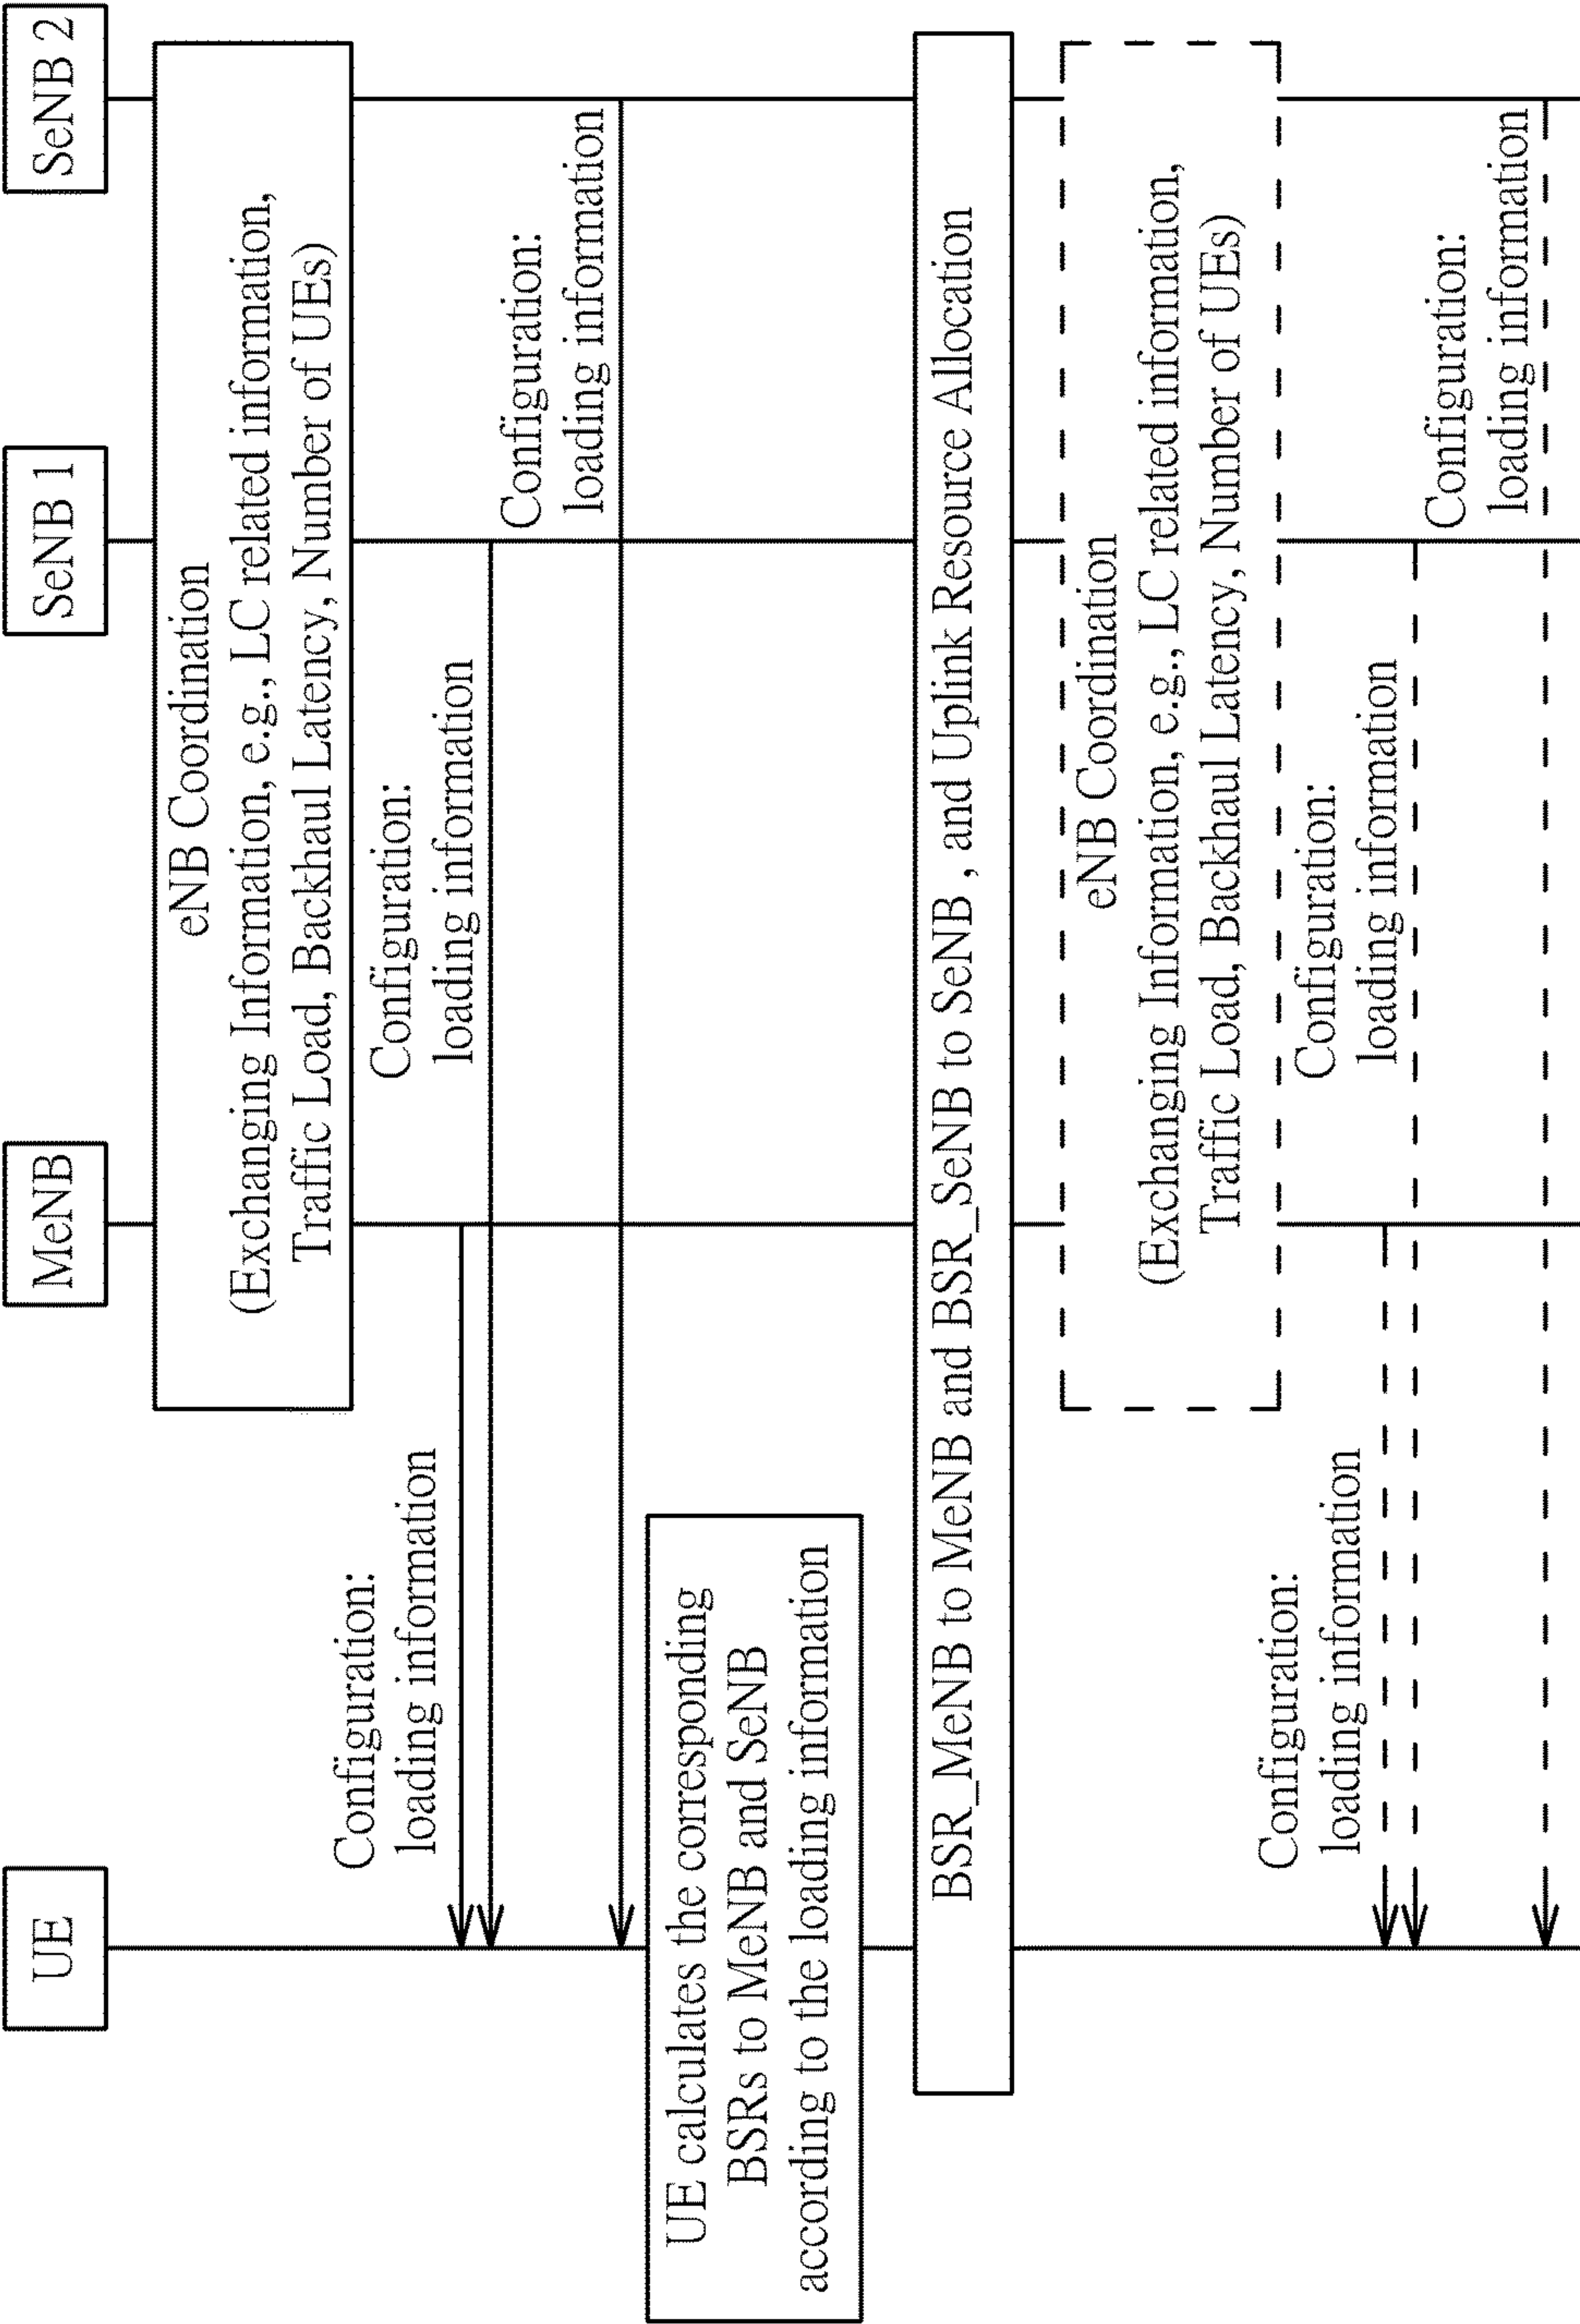 UE
MeNB
SeNB 1
SeNB 2
eNB Coordination
(Exchanging Information, e.g., LC related information,
Traffic Load, Backhaul Latency, Number of UEs)
Configuration:
loading information
Configuration:
loading information
Configuration:
loading information
UE calculates the corresponding
BSRs to MeNB and SeNB
according to the loading information
BSR_MeNB to MeNB and BSR_SeNB to SeNB , and Uplink Resource Allocation
eNB Coordination
(Exchanging Information, e.g., LC related information,
Traffic Load, Backhaul Latency, Number of UEs)
Configuration:
loading information
Configuration:
loading information
Configuration:
loading information